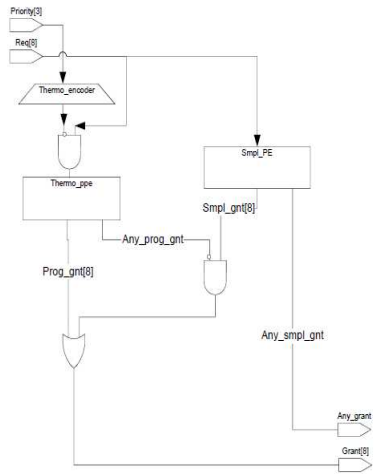 Priority[3]
Req[8]
Thermo_encoder
Smpl_PE
Thermo_ppe
Smpl_gnt[8]
Any_prog_gnt
Prog_gnt[8]
Any_smpl_gnt
Any_grant
Grant[8]